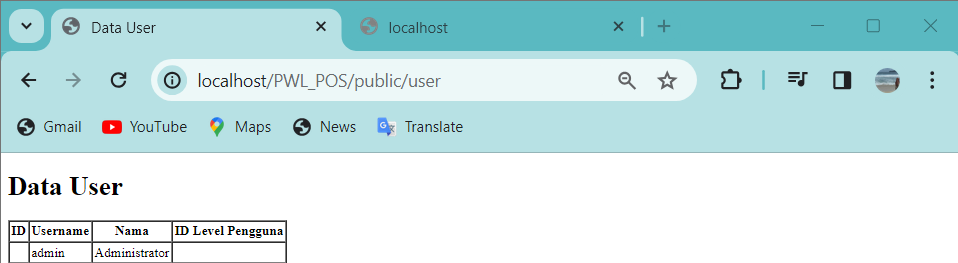 Data User
localhost
localhost/PWL_POS/public/user
Gmail YouTube Maps News Translate
Data User
ID Username Nama ID Level Pengguna
admin Administrator